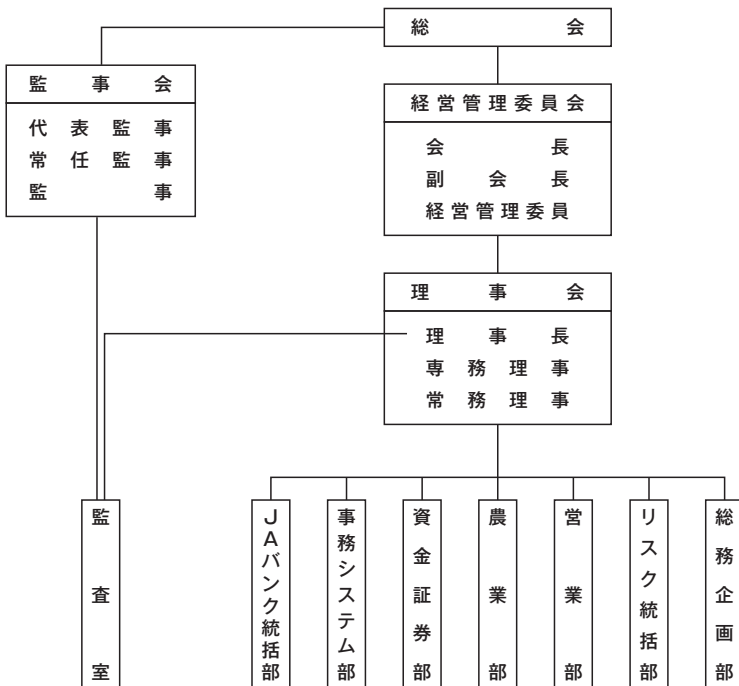 総会
監事会
代表監事
常任監事
監事
経営管理委員会
会長
副会長
経営管理委員
理事会
理事長
専務理事
常務理事
監査室
JAバンク統括部
事務システム部
資金証券部
農業部
営業部
リスク統括部
総務企画部